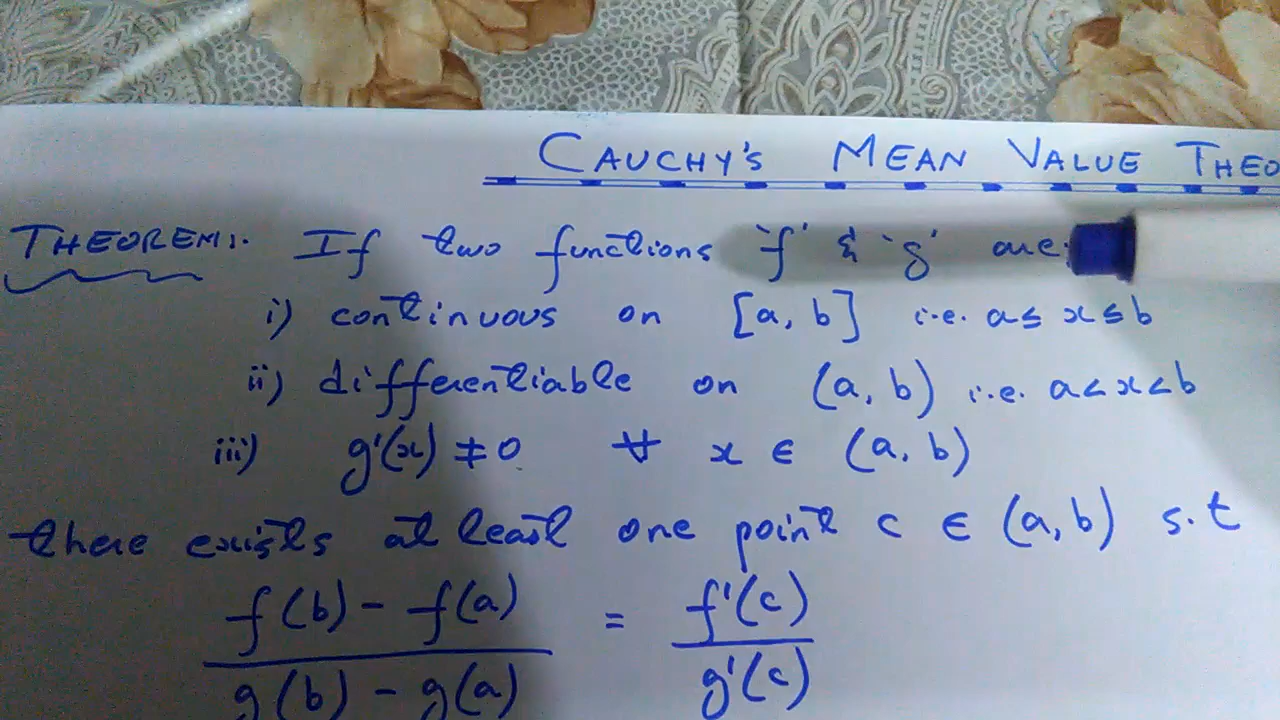 CAUCHY'S MEAN VALUE THEO
THEOREM:. If two functions 'f' & 'g' are:
i) continuous on [a, b] i.e. a ≤ x ≤ b
ii) differentiable on (a, b) i.e. a < x < b
iii) g'(x) ≠ 0 ∀ x ∈ (a, b)
there exists at least one point c ∈ (a, b) s.t
f(b) - f(a) = f'(c)
g(b) - g(a) g'(c)